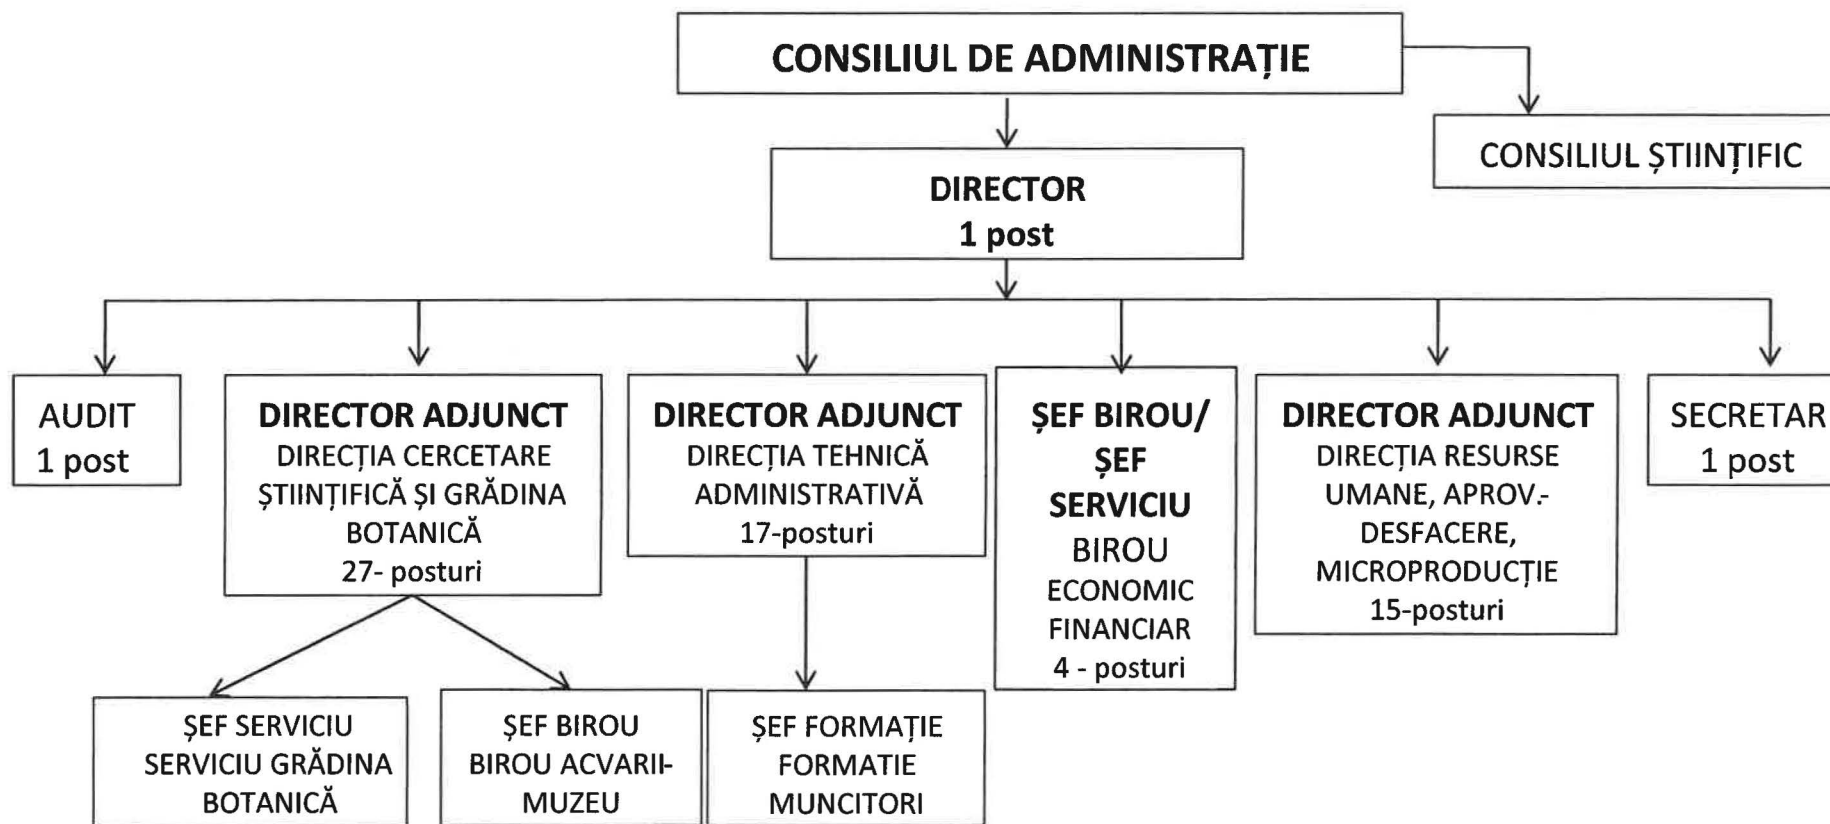 CONSILIUL DE ADMINISTRAȚIE
CONSILIUL ȘTIINȚIFIC
DIRECTOR
1 post
AUDIT
1 post
DIRECTOR ADJUNCT
DIRECȚIA CERCETARE
ȘTIINȚIFICĂ ȘI GRĂDINA
BOTANICĂ
27- posturi
DIRECTOR ADJUNCT
DIRECȚIA TEHNICĂ
ADMINISTRATIVĂ
17-posturi
ȘEF BIROU/
ȘEF
SERVICIU
BIROU
ECONOMIC
FINANCIAR
4 - posturi
DIRECTOR ADJUNCT
DIRECȚIA RESURSE
UMANE, APROV.-
DESFACERE,
MICROPRODUCȚIE
15-posturi
SECRETAR
1 post
ȘEF SERVICIU
SERVICIU GRĂDINA
BOTANICĂ
ȘEF BIROU
BIROU ACVARII-
MUZEU
ȘEF FORMAȚIE
FORMATIE
MUNCITORI